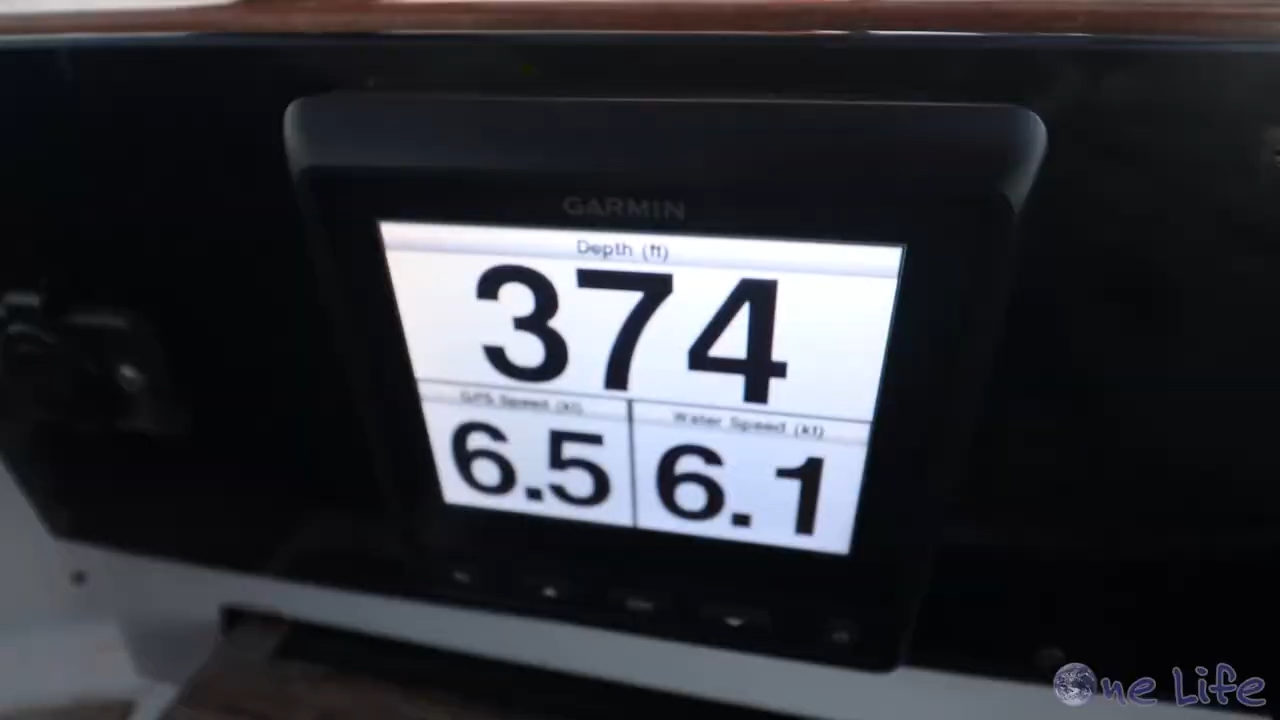 GARMIN
Depth (ft)
374
GPS Speed (kt)
Water Speed (kt)
6.5
6.1
One Life